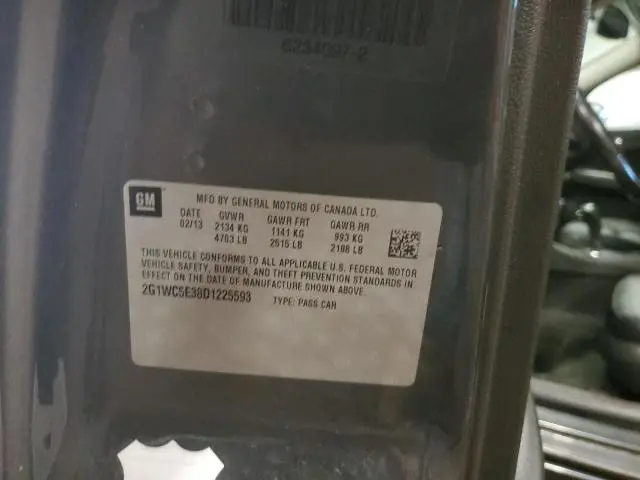 6234097-2
GM
MFD BY GENERAL MOTORS OF CANADA LTD.
DATE GVWR GAWR FRT GAWR RR
02/13 2134 KG 1141 KG 993 KG
4703 LB 2515 LB 2188 LB
THIS VEHICLE CONFORMS TO ALL APPLICABLE U.S. FEDERAL MOTOR
VEHICLE SAFETY, BUMPER, AND THEFT PREVENTION STANDARDS IN
EFFECT ON THE DATE OF MANUFACTURE SHOWN ABOVE.
2G1WC5E38D1225593 TYPE: PASS CAR